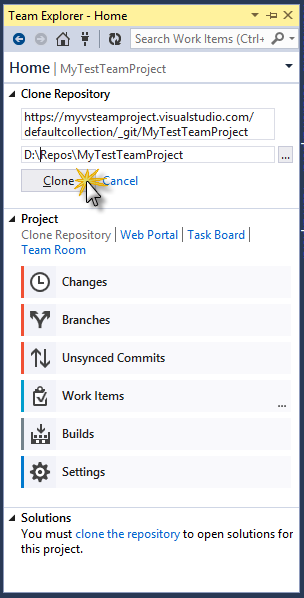 Team Explorer - Home
Search Work Items (Ctrl+
Home | MyTestTeamProject
Clone Repository
https://myvsteamproject.visualstudio.com/
defaultcollection/_git/MyTestTeamProject
D:\Repos\MyTestTeamProject ...
Clone Cancel
Project
Clone Repository | Web Portal | Task Board |
Team Room
Changes
Branches
Unsynced Commits
Work Items ...
Builds
Settings
Solutions
You must clone the repository to open solutions for
this project.